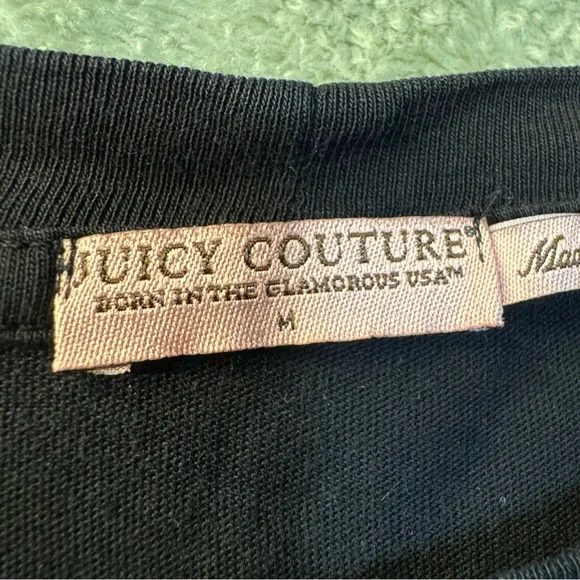 JUICY COUTURE®
BORN IN THE GLAMOROUS USA™
M